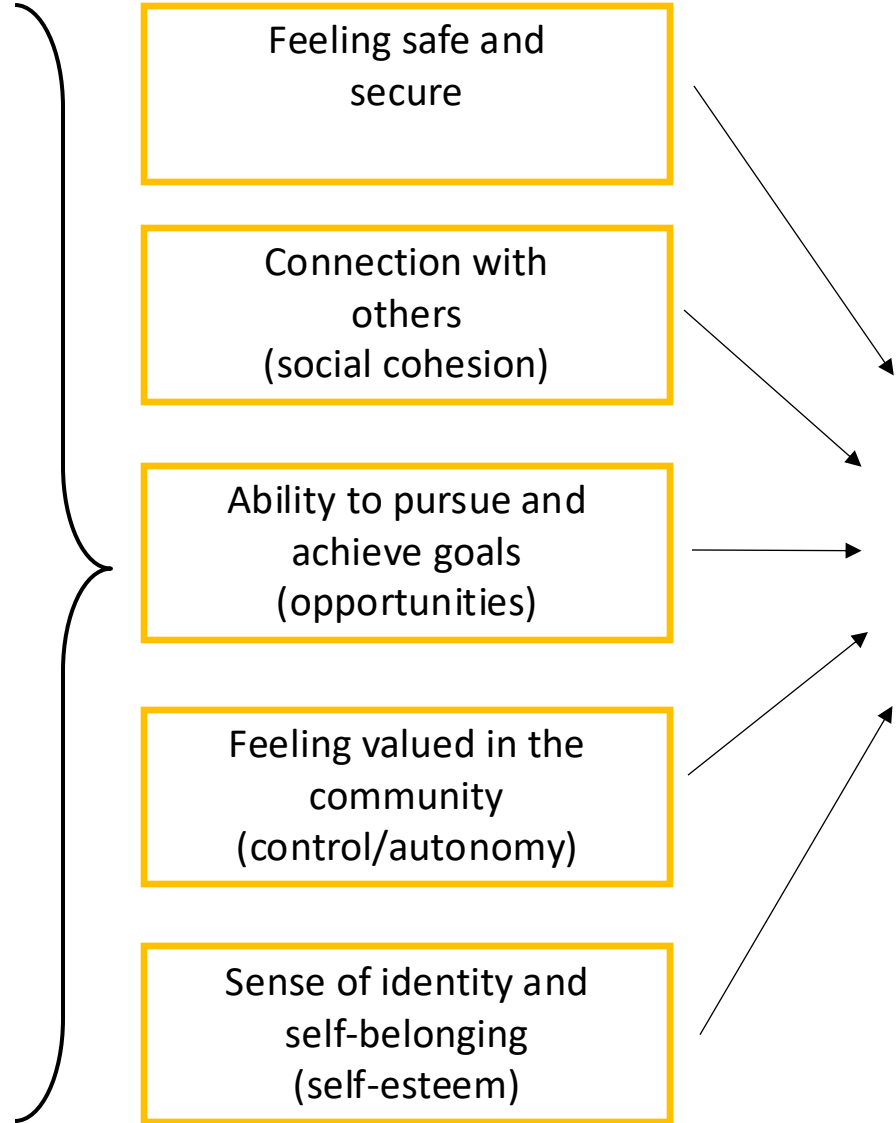 Feeling safe and
secure
Connection with
others
(social cohesion)
Ability to pursue and
achieve goals
(opportunities)
Feeling valued in the
community
(control/autonomy)
Sense of identity and
self-belonging
(self-esteem)